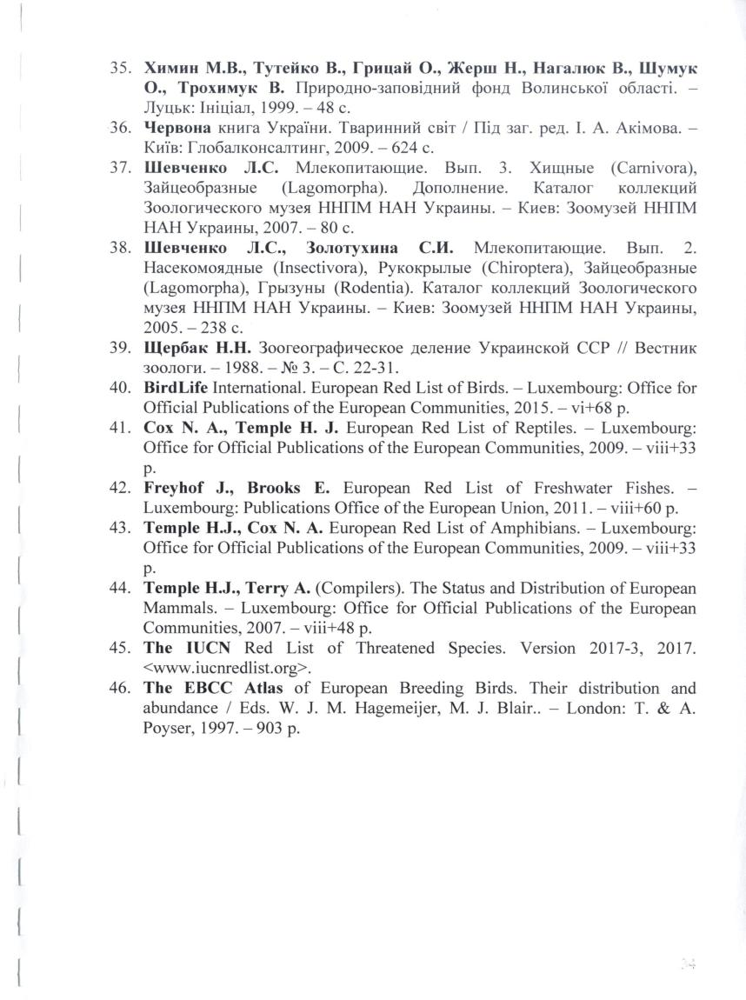 35. Химин М.В., Тутейко В., Грицай О., Жерш Н., Нагалюк В., Шумук
О., Трохимук В. Природно-заповідний фонд Волинської області. –
Луцьк: Ініціал, 1999. – 48 с.
36. Червона книга України. Тваринний світ / Під заг. ред. І. А. Акімова. –
Київ: Глобалконсалтинг, 2009. – 624 с.
37. Шевченко Л.С. Млекопитающие. Вып. 3. Хищные (Carnivora),
Зайцеобразные (Lagomorpha). Дополнение. Каталог коллекций
Зоологического музея ННПМ НАН Украины. – Киев: Зоомузей ННПМ
НАН Украины, 2007. – 80 с.
38. Шевченко Л.С., Золотухина С.И. Млекопитающие. Вып. 2.
Насекомоядные (Insectivora), Рукокрылые (Chiroptera), Зайцеобразные
(Lagomorpha), Грызуны (Rodentia). Каталог коллекций Зоологического
музея ННПМ НАН Украины. – Киев: Зоомузей ННПМ НАН Украины,
2005. – 238 с.
39. Щербак Н.Н. Зоогеографическое деление Украинской ССР // Вестник
зоологи. – 1988. – № 3. – С. 22-31.
40. BirdLife International. European Red List of Birds. – Luxembourg: Office for
Official Publications of the European Communities, 2015. – vi+68 p.
41. Cox N. A., Temple H. J. European Red List of Reptiles. – Luxembourg:
Office for Official Publications of the European Communities, 2009. – viii+33
p.
42. Freyhof J., Brooks E. European Red List of Freshwater Fishes. –
Luxembourg: Publications Office of the European Union, 2011. – viii+60 p.
43. Temple H.J., Cox N. A. European Red List of Amphibians. – Luxembourg:
Office for Official Publications of the European Communities, 2009. – viii+33
p.
44. Temple H.J., Terry A. (Compilers). The Status and Distribution of European
Mammals. – Luxembourg: Office for Official Publications of the European
Communities, 2007. – viii+48 p.
45. The IUCN Red List of Threatened Species. Version 2017-3, 2017.
<www.iucnredlist.org>.
46. The EBCC Atlas of European Breeding Birds. Their distribution and
abundance / Eds. W. J. M. Hagemeijer, M. J. Blair.. – London: T. & A.
Poyser, 1997. – 903 p.
34